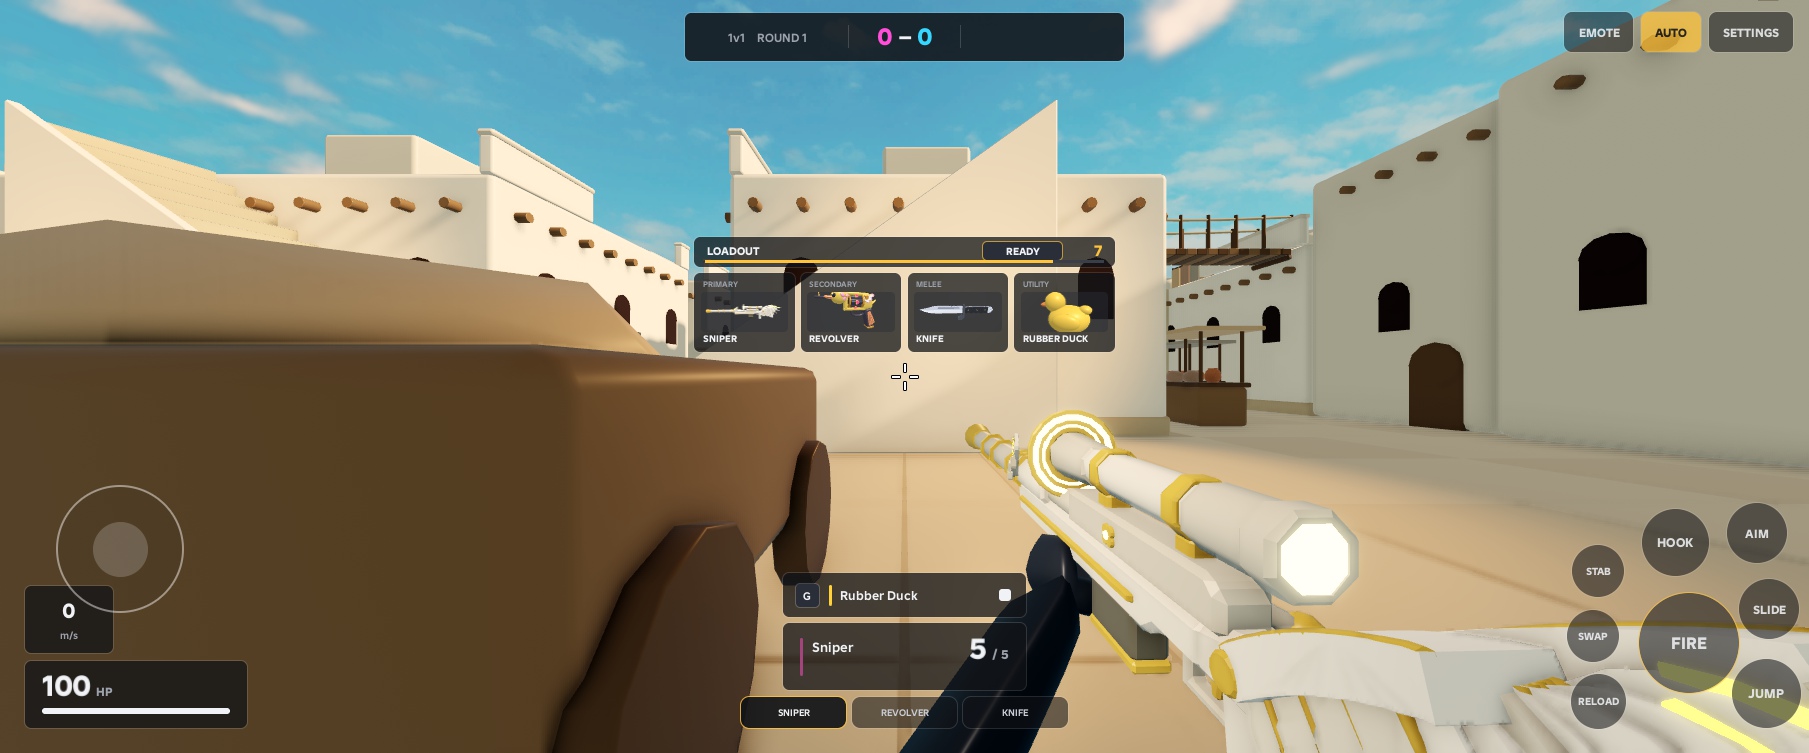 1v1 ROUND 1 0 – 0
EMOTE AUTO SETTINGS
LOADOUT READY 7
PRIMARY SECONDARY MELEE UTILITY
SNIPER REVOLVER KNIFE RUBBER DUCK
HOOK AIM
STAB
0
m/s
G Rubber Duck
SLIDE
SWAP FIRE
Sniper 5 / 5
100 HP
RELOAD JUMP
SNIPER REVOLVER KNIFE